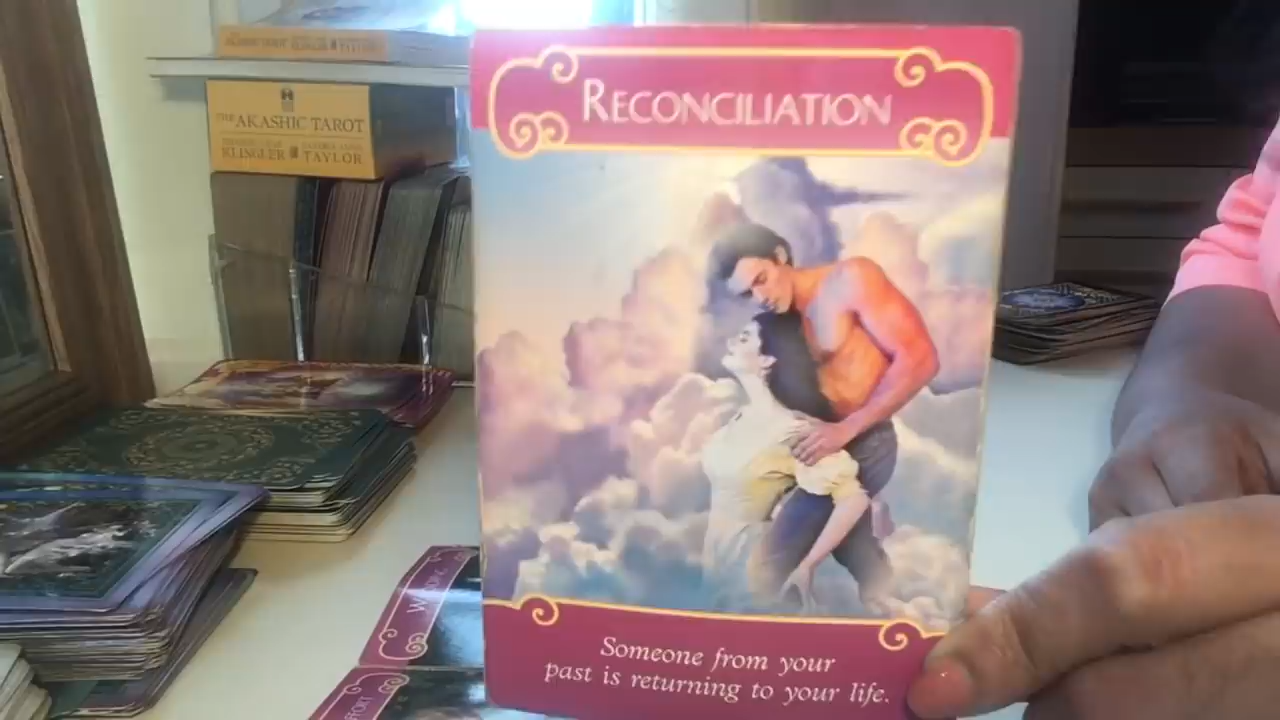 THE AKASHIC TAROT
KLINGLER TAYLOR
RECONCILIATION
Someone from your
past is returning to your life.